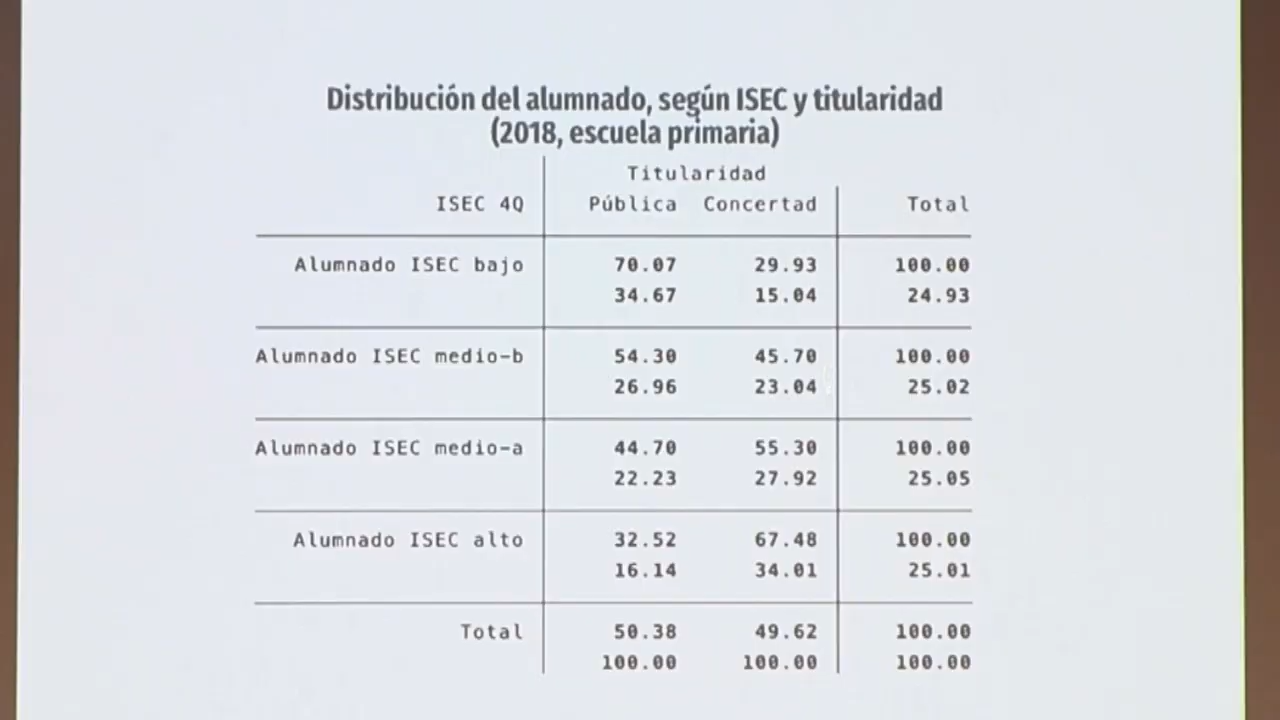 Distribución del alumnado, según ISEC y titularidad
(2018, escuela primaria)
Titularidad
ISEC 4Q Pública Concertad Total
Alumnado ISEC bajo 70.07 29.93 100.00
34.67 15.04 24.93
Alumnado ISEC medio-b 54.30 45.70 100.00
26.96 23.04 25.02
Alumnado ISEC medio-a 44.70 55.30 100.00
22.23 27.92 25.05
Alumnado ISEC alto 32.52 67.48 100.00
16.14 34.01 25.01
Total 50.38 49.62 100.00
100.00 100.00 100.00